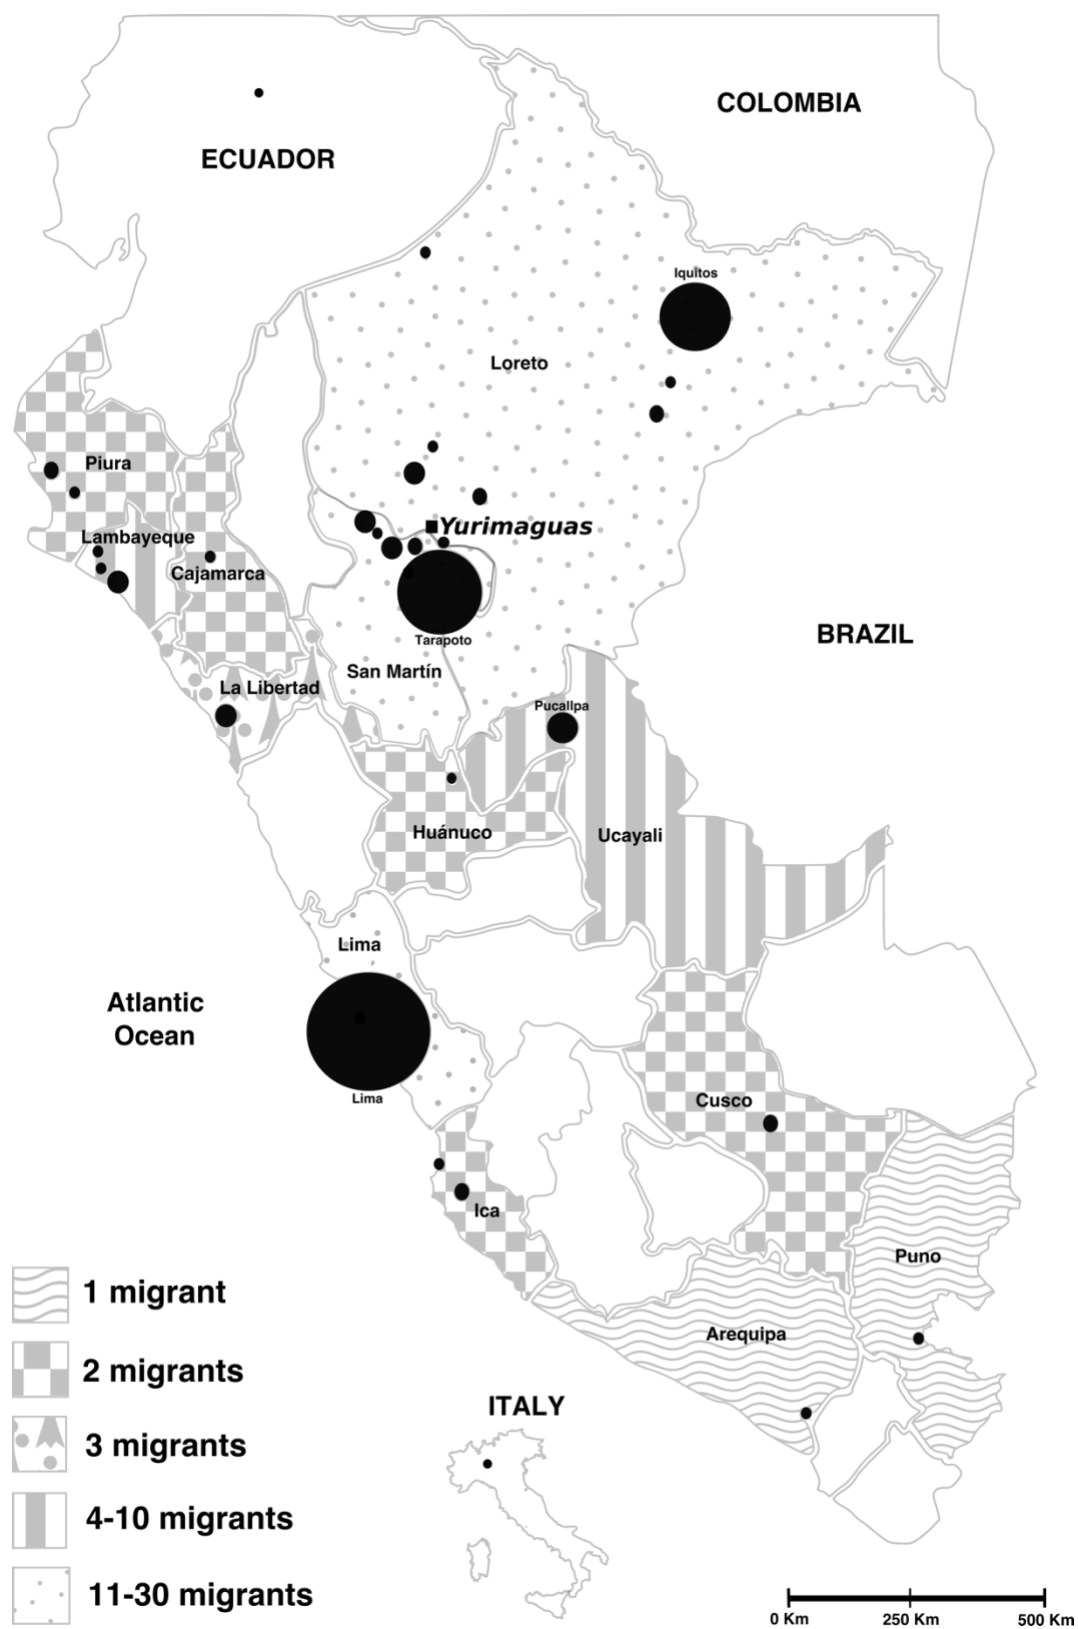 COLOMBIA
ECUADOR
Iquitos
Loreto
Piura
Yurimaguas
Lambayeque
Cajamarca
BRAZIL
Tarapoto
San Martín
La Libertad
Pucallpa
Huánuco
Ucayali
Lima
Atlantic
Ocean
Lima
Cusco
Ica
Puno
1 migrant
Arequipa
2 migrants
ITALY
3 migrants
4-10 migrants
11-30 migrants
0 Km 250 Km 500 Km